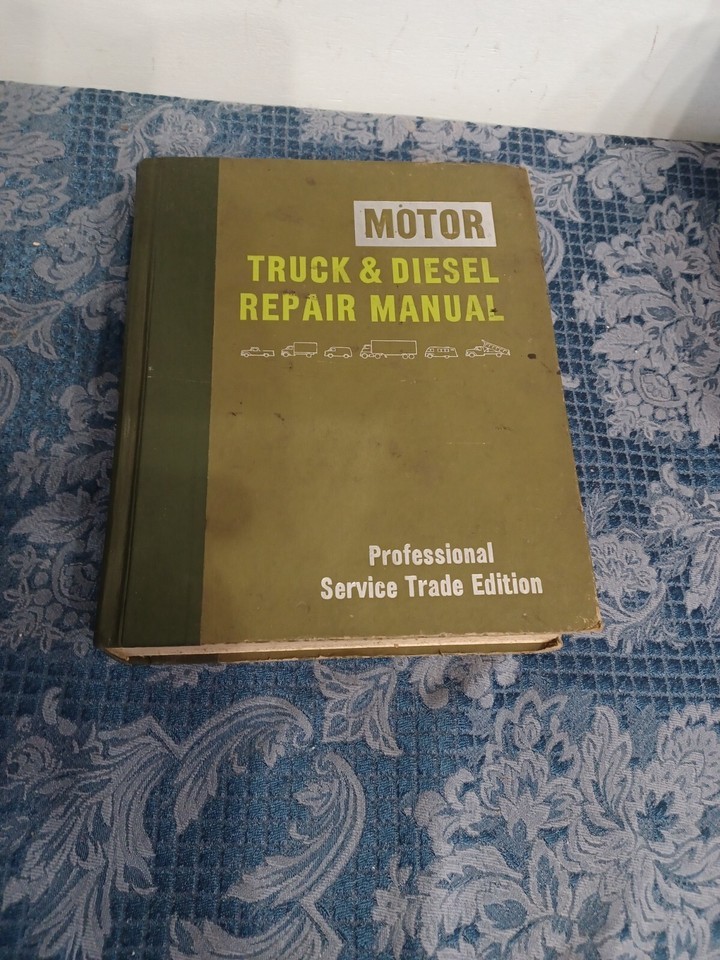 MOTOR
TRUCK & DIESEL
REPAIR MANUAL
Professional
Service Trade Edition